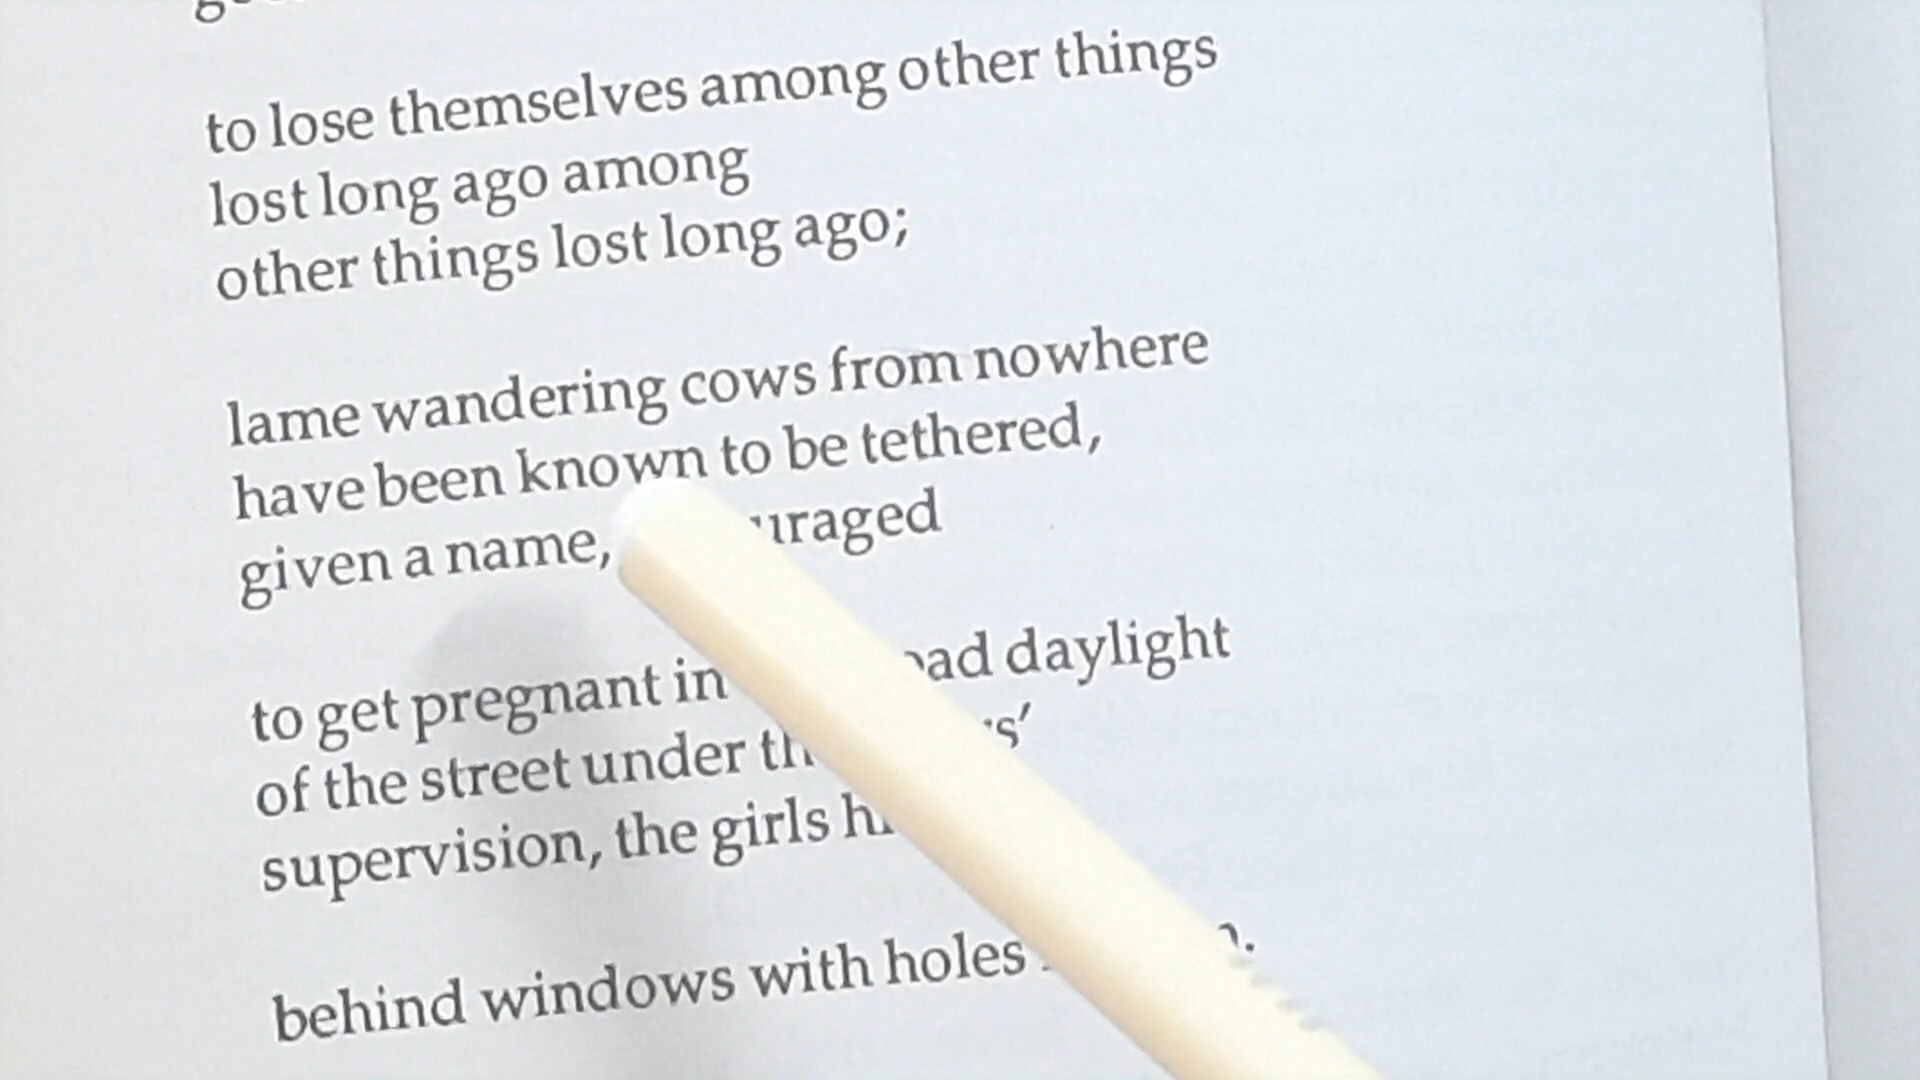 to lose themselves among other things
lost long ago among
other things lost long ago;
lame wandering cows from nowhere
have been known to be tethered,
given a name,
to get pregnant in daylight
of the street under
supervision, the girls
behind windows with holes